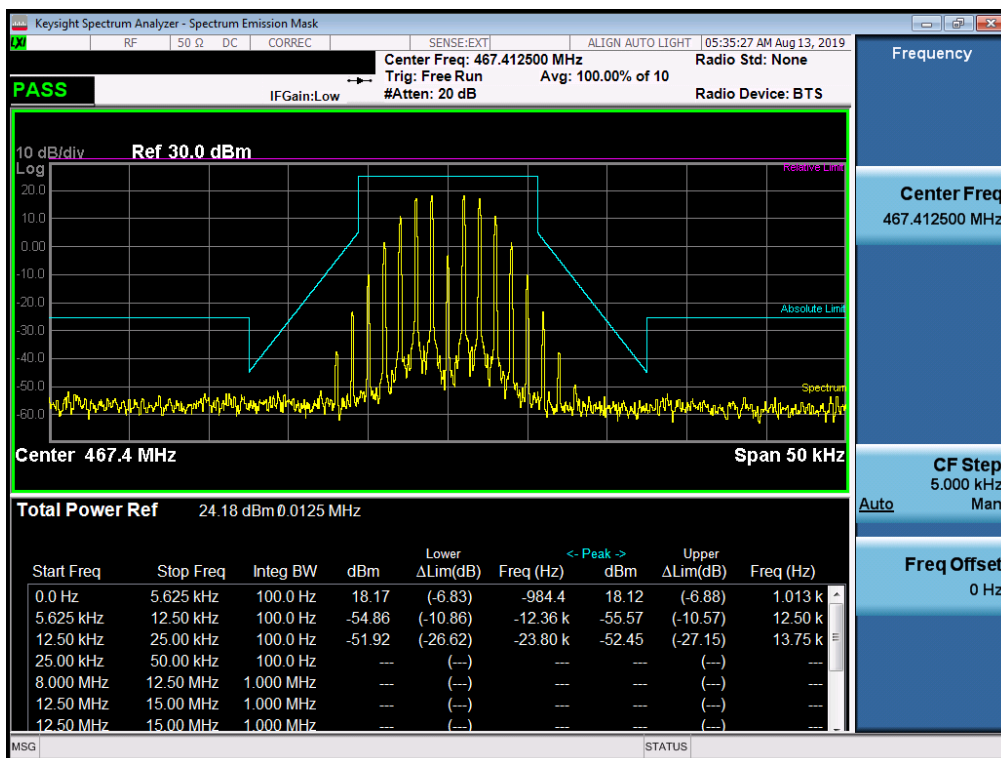 Keysight Spectrum Analyzer - Spectrum Emission Mask
LXI RF 50 Ω DC CORREC SENSE:EXT ALIGN AUTO LIGHT 05:35:27 AM Aug 13, 2019
Center Freq: 467.412500 MHz Radio Std: None
Trig: Free Run Avg: 100.00% of 10
PASS IFGain:Low #Atten: 20 dB Radio Device: BTS
10 dB/div Ref 30.0 dBm
Log Relative Limit
20.0
10.0
0.00
-10.0
-20.0
Absolute Limit
-30.0
-40.0
-50.0
Spectrum
-60.0
Center 467.4 MHz Span 50 kHz
Total Power Ref 24.18 dBm / 0.0125 MHz
Lower <- Peak -> Upper
Start Freq Stop Freq Integ BW dBm ΔLim(dB) Freq (Hz) dBm ΔLim(dB) Freq (Hz)
0.0 Hz 5.625 kHz 100.0 Hz 18.17 (-6.83) -984.4 18.12 (-6.88) 1.013 k
5.625 kHz 12.50 kHz 100.0 Hz -54.86 (-10.86) -12.36 k -55.57 (-10.57) 12.50 k
12.50 kHz 25.00 kHz 100.0 Hz -51.92 (-26.62) -23.80 k -52.45 (-27.15) 13.75 k
25.00 kHz 50.00 kHz 100.0 Hz --- (---) --- --- (---) ---
8.000 MHz 12.50 MHz 1.000 MHz --- (---) --- --- (---) ---
12.50 MHz 15.00 MHz 1.000 MHz --- (---) --- --- (---) ---
12.50 MHz 15.00 MHz 1.000 MHz --- (---) --- --- (---) ---
MSG STATUS
Frequency
Center Freq
467.412500 MHz
CF Step
5.000 kHz
Auto Man
Freq Offset
0 Hz